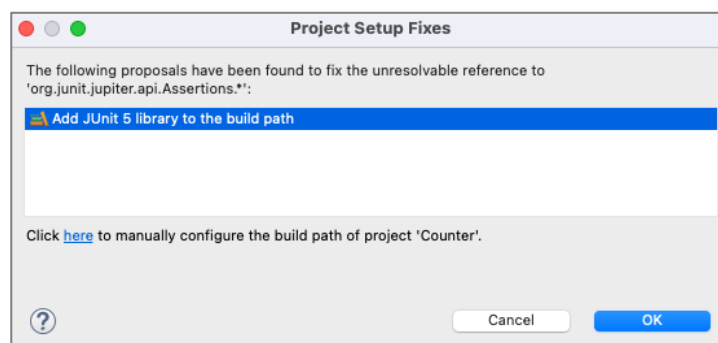 Project Setup Fixes
The following proposals have been found to fix the unresolvable reference to
'org.junit.jupiter.api.Assertions.*':
Add JUnit 5 library to the build path
Click here to manually configure the build path of project 'Counter'.
?
Cancel
OK